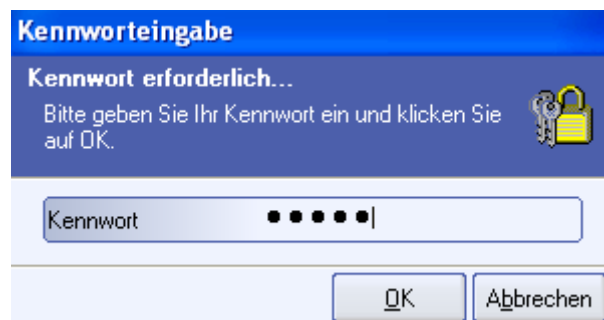 Kennworteingabe
Kennwort erforderlich...
Bitte geben Sie Ihr Kennwort ein und klicken Sie
auf OK.
Kennwort ●●●●●
OK Abbrechen